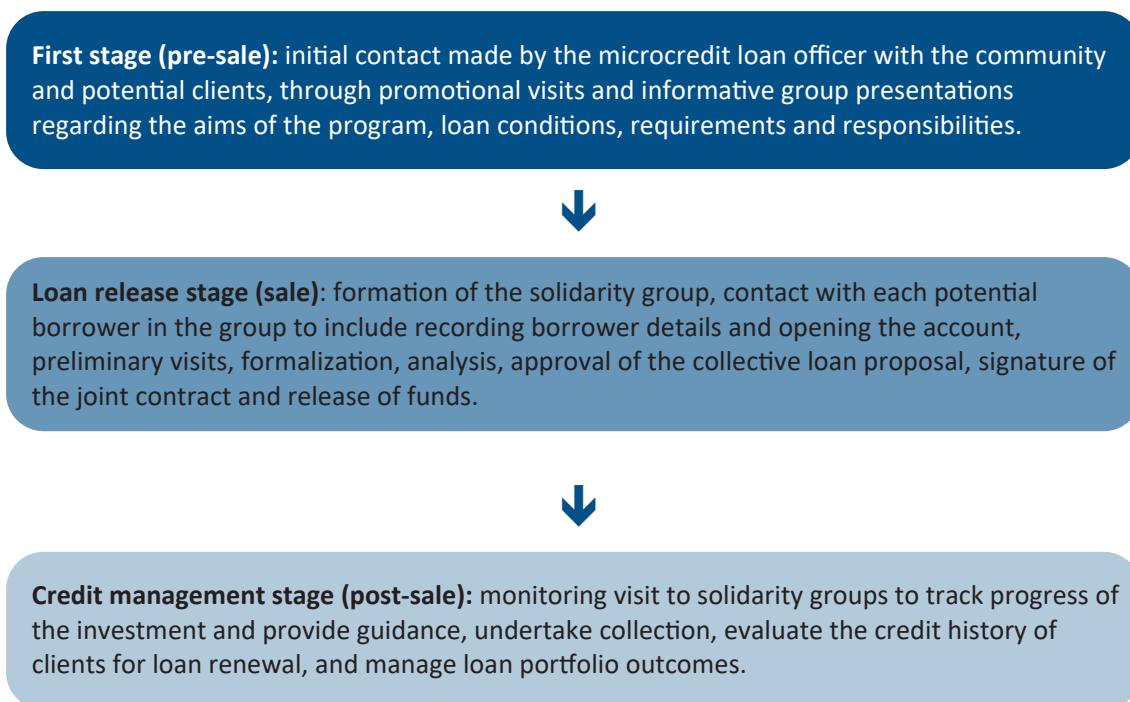 First stage (pre-sale): initial contact made by the microcredit loan officer with the community
and potential clients, through promotional visits and informative group presentations
regarding the aims of the program, loan conditions, requirements and responsibilities.
Loan release stage (sale): formation of the solidarity group, contact with each potential
borrower in the group to include recording borrower details and opening the account,
preliminary visits, formalization, analysis, approval of the collective loan proposal, signature of
the joint contract and release of funds.
Credit management stage (post-sale): monitoring visit to solidarity groups to track progress of
the investment and provide guidance, undertake collection, evaluate the credit history of
clients for loan renewal, and manage loan portfolio outcomes.